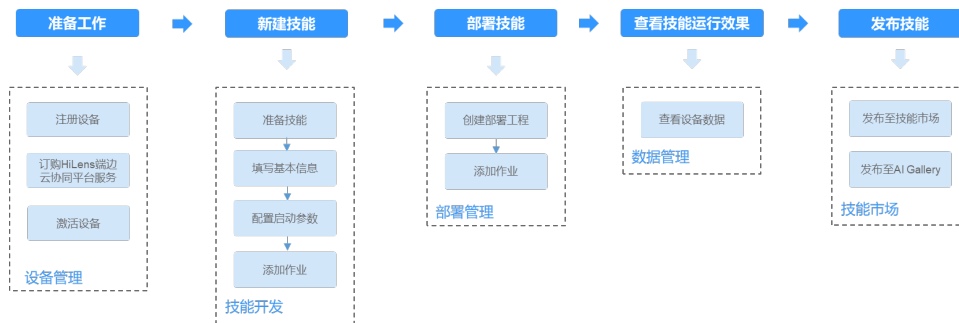 准备工作
新建技能
部署技能
查看技能运行效果
发布技能
注册设备
订购HiLens端边
云协同平台服务
激活设备
设备管理
准备技能
填写基本信息
配置启动参数
添加作业
技能开发
创建部署工程
添加作业
部署管理
查看设备数据
数据管理
发布至技能市场
发布至AI Gallery
技能市场